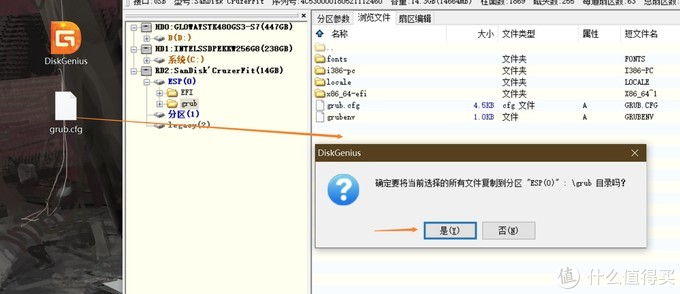 接口:USB 型号:SanDisk'CruzerFit 序列号:4C530000180521112460 容量:14.3GB(14664MB) 柱面数:1869 磁头数:255 每道扇区数:63
DiskGenius
grub.cfg
HD0:GLOWAYSTK480GS3-S7(447GB)
D(D:)
HD1:INTELSSDPEKKW256G8(238GB)
系统(C:)
RD2:SanDisk'CruzerFit(14GB)
ESP(0)
EFI
grub
分区(1)
legacy(2)
分区参数 浏览文件 扇区编辑
名称 大小 文件类型 属性 短文件名
..
fonts 文件夹 FONTS
i386-pc 文件夹 I386-PC
locale 文件夹 LOCALE
x86_64-efi 文件夹 X86_64~1
grub.cfg 4.5KB cfg 文件 A GRUB.CFG
grubenv 1.0KB 文件 A GRUBENV
DiskGenius
确定要将当前选择的所有文件复制到分区 "ESP(0)": \grub 目录吗?
是(Y) 否(N)
值 什么值得买